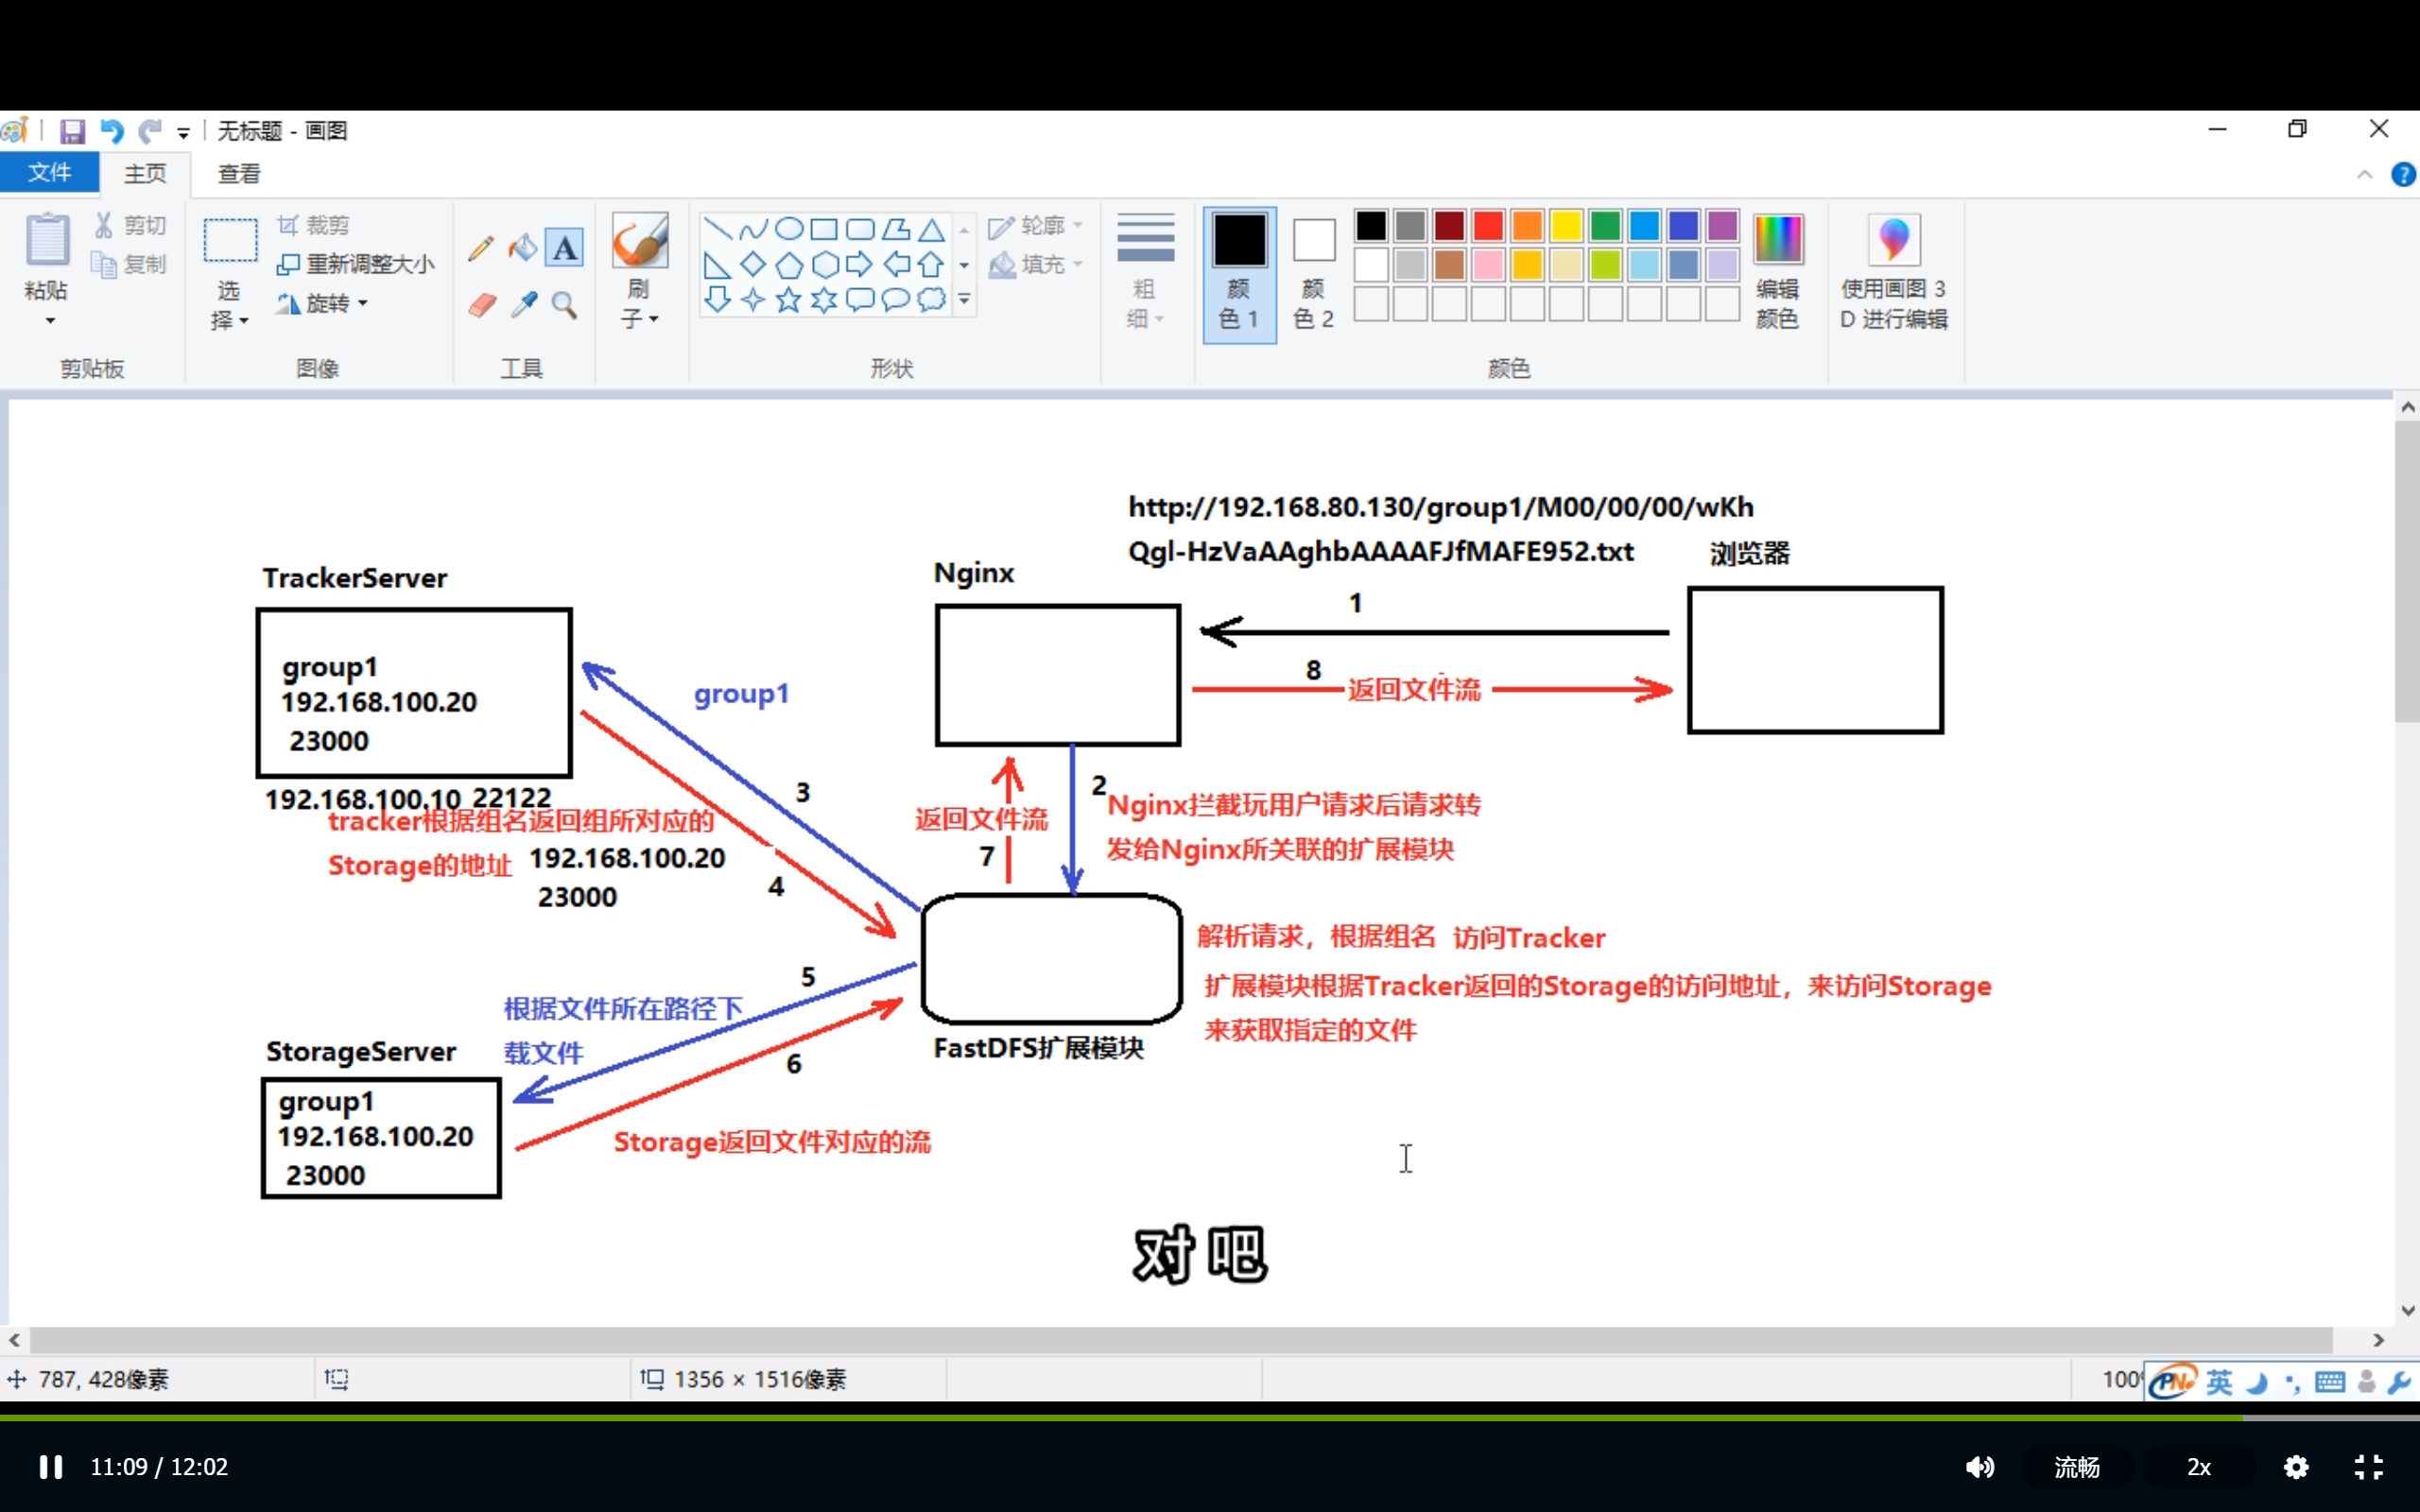 无标题 - 画图
文件
主页
查看
粘贴
剪切
复制
剪贴板
选
择
裁剪
重新调整大小
旋转
图像
A
工具
刷
子
轮廓
填充
形状
粗
细
颜
色 1
颜
色 2
编辑
颜色
颜色
使用画图 3
D 进行编辑
http://192.168.80.130/group1/M00/00/00/wKh
Qgl-HzVaAAghbAAAAFJfMAFE952.txt
浏览器
TrackerServer
group1
192.168.100.20
23000
192.168.100.10 22122
tracker根据组名返回组所对应的
Storage的地址
192.168.100.20
23000
group1
3
4
Nginx
1
8
返回文件流
2
Nginx拦截玩用户请求后请求转
发给Nginx所关联的扩展模块
返回文件流
7
解析请求，根据组名 访问Tracker
扩展模块根据Tracker返回的Storage的访问地址，来访问Storage
来获取指定的文件
FastDFS扩展模块
5
根据文件所在路径下
载文件
6
StorageServer
group1
192.168.100.20
23000
Storage返回文件对应的流
对吧
787, 428像素
1356 × 1516像素
100
英
11:09 / 12:02
流畅
2x